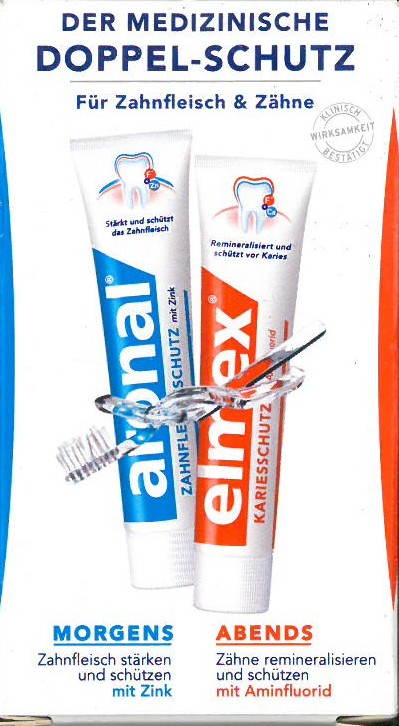 DER MEDIZINISCHE
DOPPEL-SCHUTZ
Für Zahnfleisch & Zähne
KLINISCH
WIRKSAMKEIT
BESTÄTIGT
F
Zn
Stärkt und schützt
das Zahnfleisch
aronal®
mit Zink
F
Ca
Remineralisiert und
schützt vor Karies
elmex®
KARIESSCHUTZ
MORGENS
Zahnfleisch stärken
und schützen
mit Zink
ABENDS
Zähne remineralisieren
und schützen
mit Aminfluorid